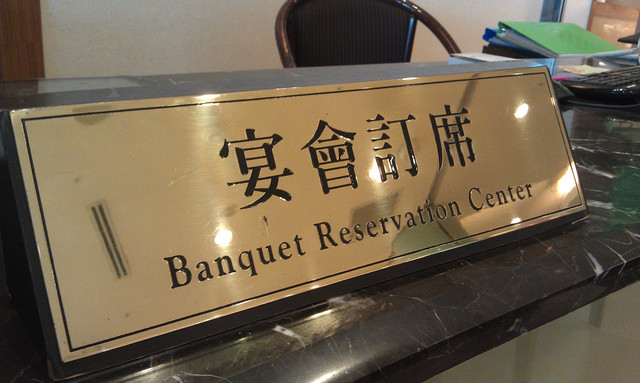 宴會訂席
Banquet Reservation Center